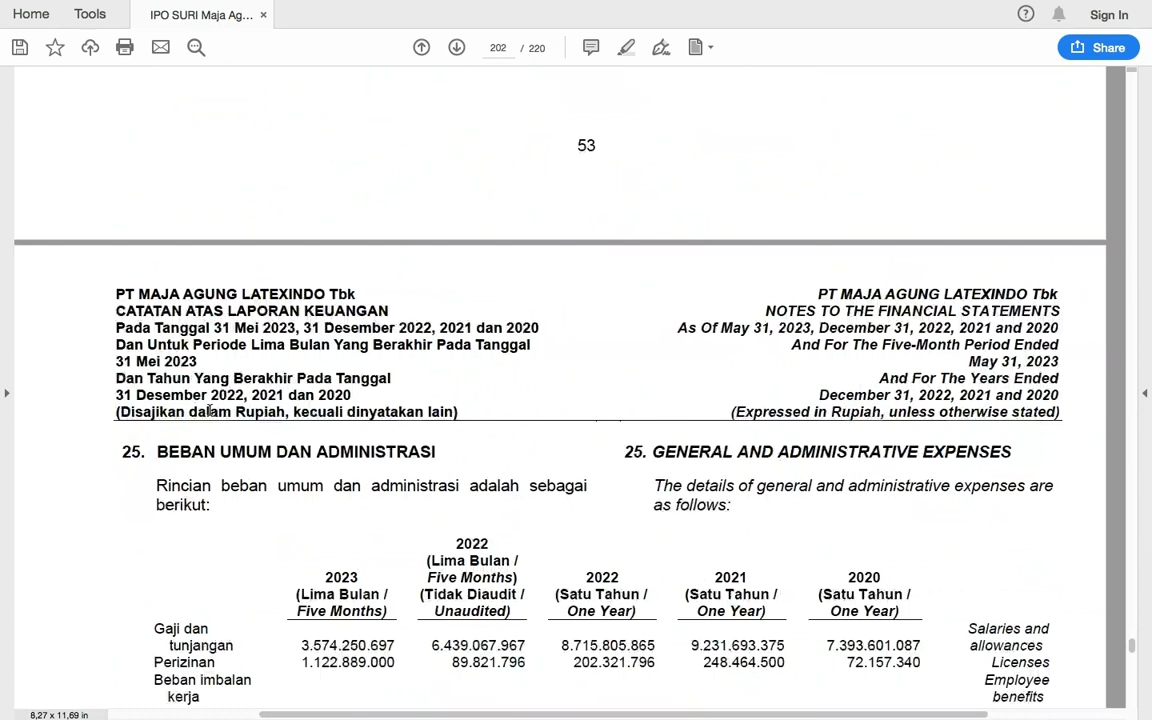 Home Tools IPO SURI Maja Ag... × Sign In
202 / 220 Share
53
PT MAJA AGUNG LATEXINDO Tbk
CATATAN ATAS LAPORAN KEUANGAN
Pada Tanggal 31 Mei 2023, 31 Desember 2022, 2021 dan 2020
Dan Untuk Periode Lima Bulan Yang Berakhir Pada Tanggal
31 Mei 2023
Dan Tahun Yang Berakhir Pada Tanggal
31 Desember 2022, 2021 dan 2020
(Disajikan dalam Rupiah, kecuali dinyatakan lain)
PT MAJA AGUNG LATEXINDO Tbk
NOTES TO THE FINANCIAL STATEMENTS
As Of May 31, 2023, December 31, 2022, 2021 and 2020
And For The Five-Month Period Ended
May 31, 2023
And For The Years Ended
December 31, 2022, 2021 and 2020
(Expressed in Rupiah, unless otherwise stated)
25. BEBAN UMUM DAN ADMINISTRASI
Rincian beban umum dan administrasi adalah sebagai
berikut:
25. GENERAL AND ADMINISTRATIVE EXPENSES
The details of general and administrative expenses are
as follows:
2022
(Lima Bulan /
2023 Five Months) 2022 2021 2020
(Lima Bulan / (Tidak Diaudit / (Satu Tahun / (Satu Tahun / (Satu Tahun /
Five Months) Unaudited) One Year) One Year) One Year)
Gaji dan Salaries and
tunjangan 3.574.250.697 6.439.067.967 8.715.805.865 9.231.693.375 7.393.601.087 allowances
Perizinan 1.122.889.000 89.821.796 202.321.796 248.464.500 72.157.340 Licenses
Beban imbalan Employee
kerja benefits
8,27 x 11,69 in